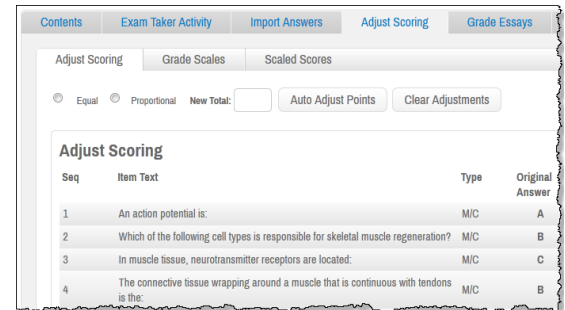 Contents Exam Taker Activity Import Answers Adjust Scoring Grade Essays
Adjust Scoring Grade Scales Scaled Scores
Equal Proportional New Total: Auto Adjust Points Clear Adjustments
Adjust Scoring
Seq Item Text Type Original
Answer
1 An action potential is: M/C A
2 Which of the following cell types is responsible for skeletal muscle regeneration? M/C B
3 In muscle tissue, neurotransmitter receptors are located: M/C C
4 The connective tissue wrapping around a muscle that is continuous with tendons M/C B
is the: